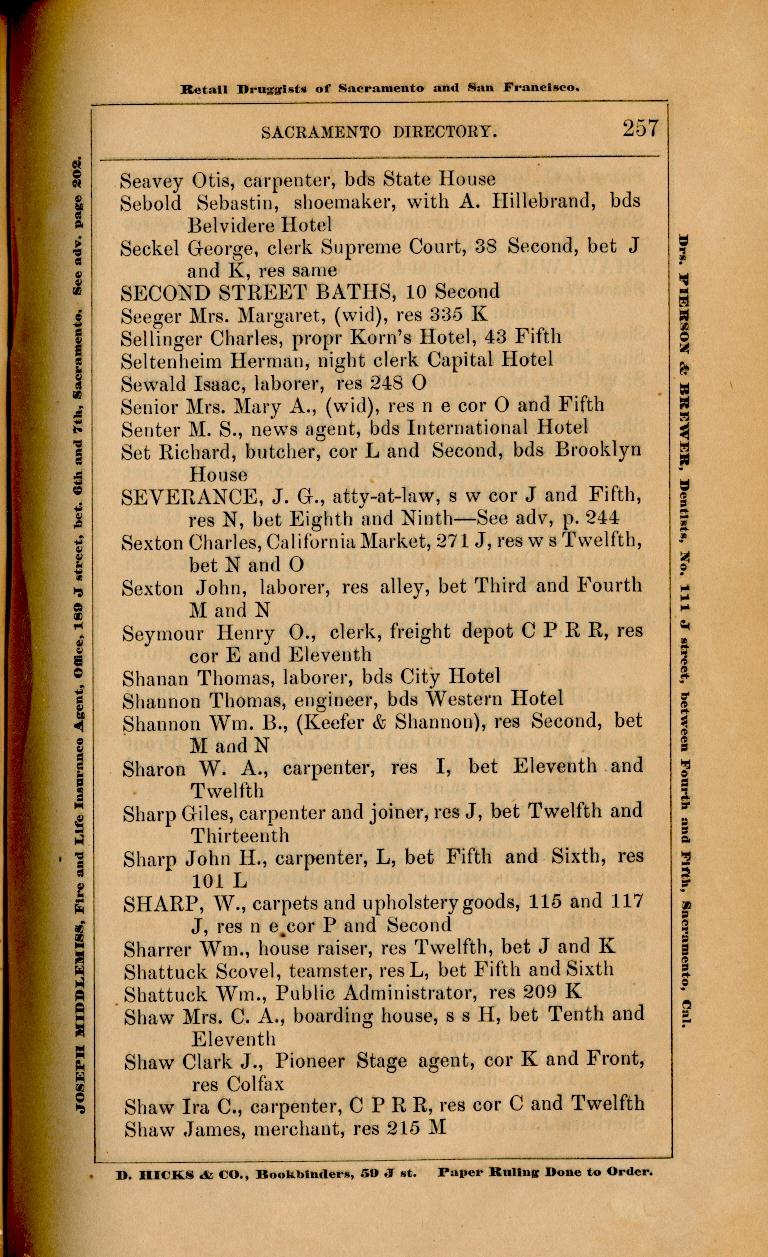 Retail Druggists of Sacramento and San Francisco.
SACRAMENTO DIRECTORY. 257
Seavey Otis, carpenter, bds State House
Sebold Sebastin, shoemaker, with A. Hillebrand, bds
Belvidere Hotel
Seckel George, clerk Supreme Court, 38 Second, bet J
and K, res same
SECOND STREET BATHS, 10 Second
Seeger Mrs. Margaret, (wid), res 335 K
Sellinger Charles, propr Korn's Hotel, 43 Fifth
Seltenheim Herman, night clerk Capital Hotel
Sewald Isaac, laborer, res 248 O
Senior Mrs. Mary A., (wid), res n e cor O and Fifth
Senter M. S., news agent, bds International Hotel
Set Richard, butcher, cor L and Second, bds Brooklyn
House
SEVERANCE, J. G., atty-at-law, s w cor J and Fifth,
res N, bet Eighth and Ninth—See adv, p. 244
Sexton Charles, California Market, 271 J, res w s Twelfth,
bet N and O
Sexton John, laborer, res alley, bet Third and Fourth
M and N
Seymour Henry O., clerk, freight depot C P R R, res
cor E and Eleventh
Shanan Thomas, laborer, bds City Hotel
Shannon Thomas, engineer, bds Western Hotel
Shannon Wm. B., (Keefer & Shannon), res Second, bet
M and N
Sharon W. A., carpenter, res I, bet Eleventh and
Twelfth
Sharp Giles, carpenter and joiner, res J, bet Twelfth and
Thirteenth
Sharp John H., carpenter, L, bet Fifth and Sixth, res
101 L
SHARP, W., carpets and upholstery goods, 115 and 117
J, res n e cor P and Second
Sharrer Wm., house raiser, res Twelfth, bet J and K
Shattuck Scovel, teamster, res L, bet Fifth and Sixth
Shattuck Wm., Public Administrator, res 209 K
Shaw Mrs. C. A., boarding house, s s H, bet Tenth and
Eleventh
Shaw Clark J., Pioneer Stage agent, cor K and Front,
res Colfax
Shaw Ira C., carpenter, C P R R, res cor C and Twelfth
Shaw James, merchant, res 215 M
D. HICKS & CO., Bookbinders, 59 J st. Paper Ruling Done to Order.
JOSEPH MIDDLEMISS, Fire and Life Insurance Agent, Office, 189 J street, bet. 6th and 7th, Sacramento. See adv. page 202.
Drs. PIERSON & BREWER, Dentists, No. 111 J street, between Fourth and Fifth, Sacramento, Cal.